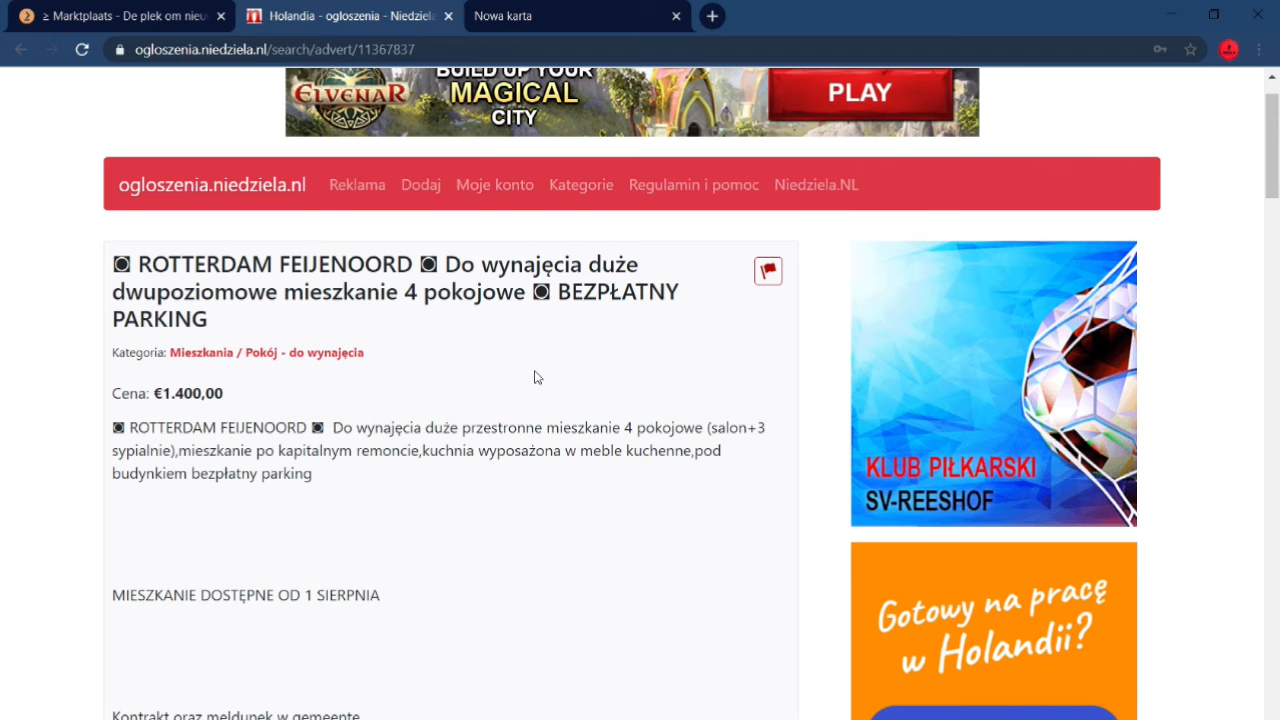 ≥ Marktplaats - De plek om nieu
Holandia - ogloszenia - Niedziela
Nowa karta
ogloszenia.niedziela.nl/search/advert/11367837
ELVENAR
BUILD UP YOUR
MAGICAL
CITY
PLAY
ogloszenia.niedziela.nl Reklama Dodaj Moje konto Kategorie Regulamin i pomoc Niedziela.NL
◙ ROTTERDAM FEIJENOORD ◙ Do wynajęcia duże
dwupoziomowe mieszkanie 4 pokojowe ◙ BEZPŁATNY
PARKING
Kategoria: Mieszkania / Pokój - do wynajęcia
Cena: €1.400,00
◙ ROTTERDAM FEIJENOORD ◙ Do wynajęcia duże przestronne mieszkanie 4 pokojowe (salon+3
sypialnie),mieszkanie po kapitalnym remoncie,kuchnia wyposażona w meble kuchenne,pod
budynkiem bezpłatny parking
MIESZKANIE DOSTĘPNE OD 1 SIERPNIA
Kontrakt oraz meldunek w gemeente
KLUB PIŁKARSKI
SV-REESHOF
Gotowy na pracę
w Holandii?